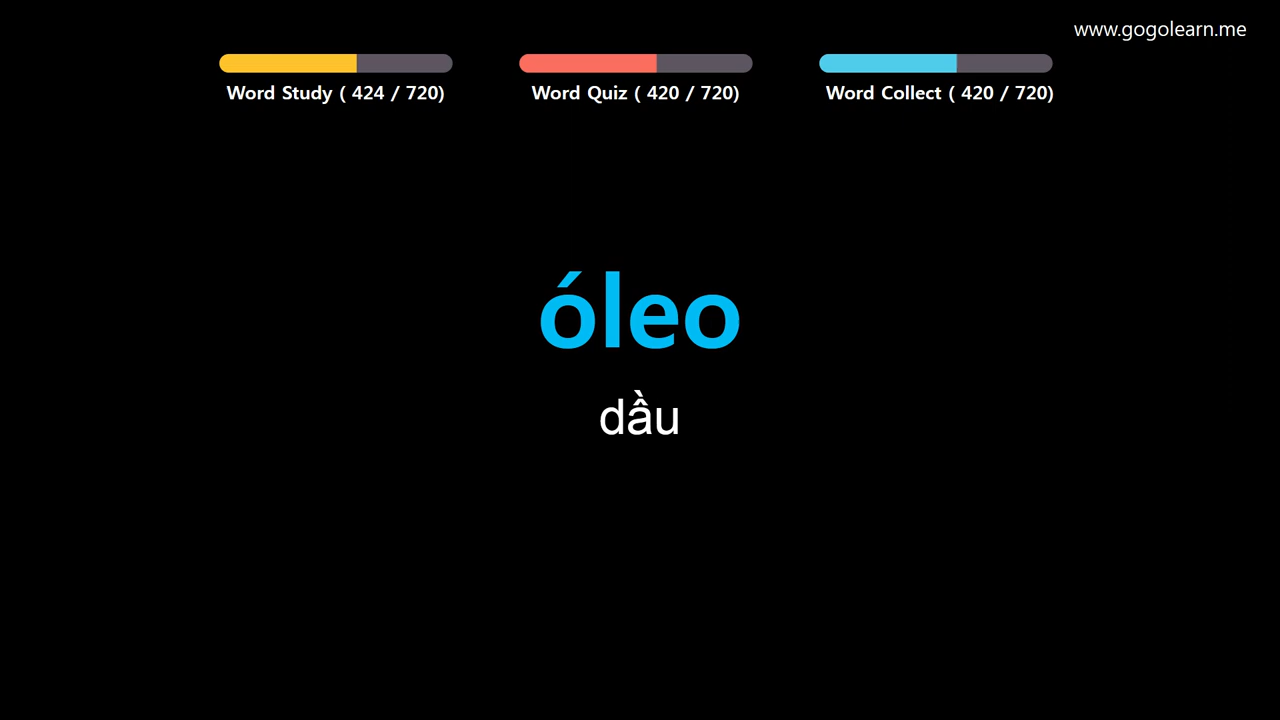 www.gogolearn.me
Word Study ( 424 / 720)
Word Quiz ( 420 / 720)
Word Collect ( 420 / 720)
óleo
dầu